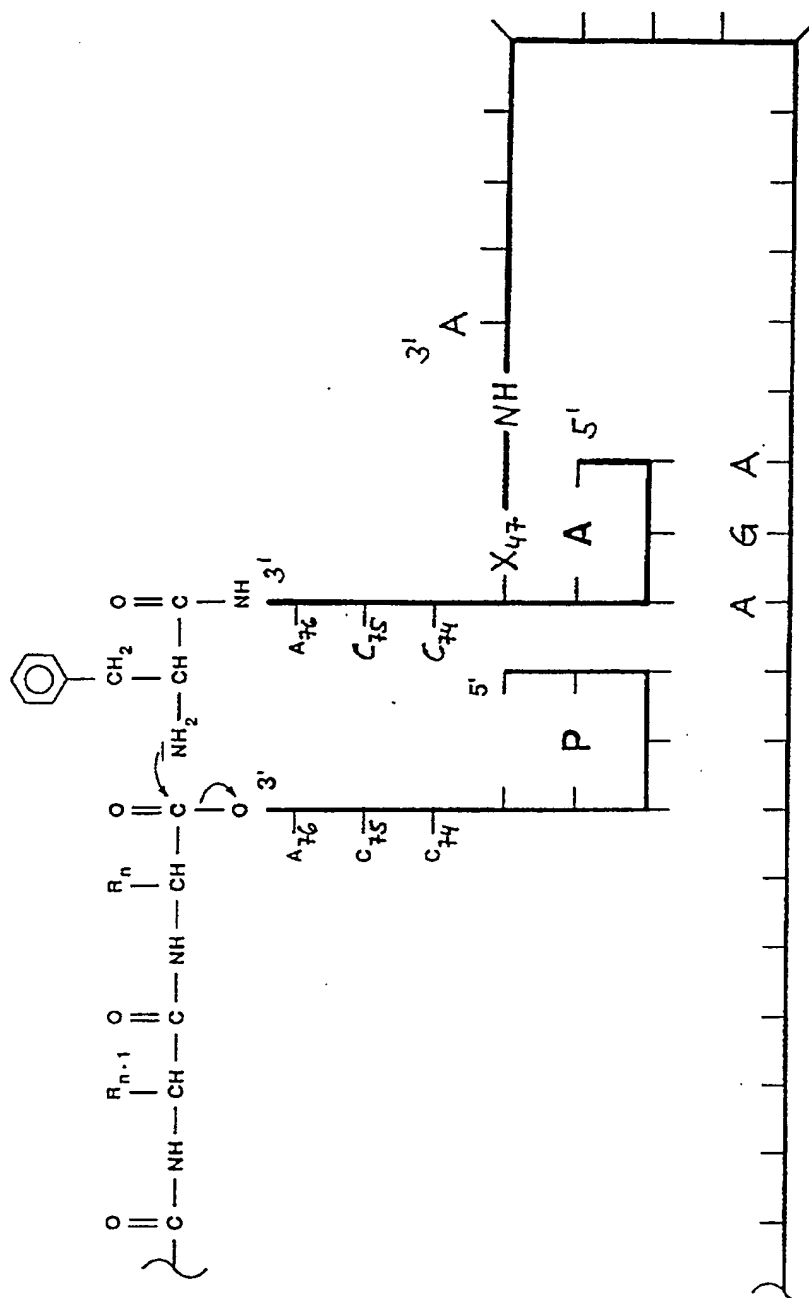 O R n-1 O R n O CH2 O
C — NH — CH — C — NH — CH — C NH2 — CH — C
O 3' NH 3'
A76 A76
C75 C75
C74 C74 3'
A
5' X47 — NH
P A 5'
A G A